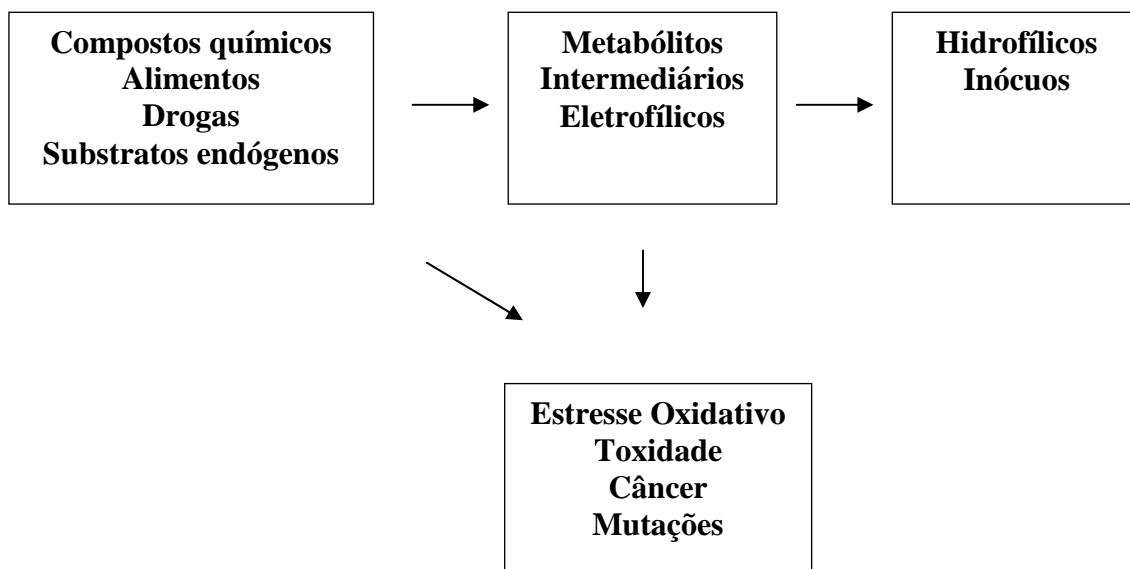 Compostos químicos
Alimentos
Drogas
Substratos endógenos
Metabólitos
Intermediários
Eletrofílicos
Hidrofílicos
Inócuos
Estresse Oxidativo
Toxidade
Câncer
Mutações